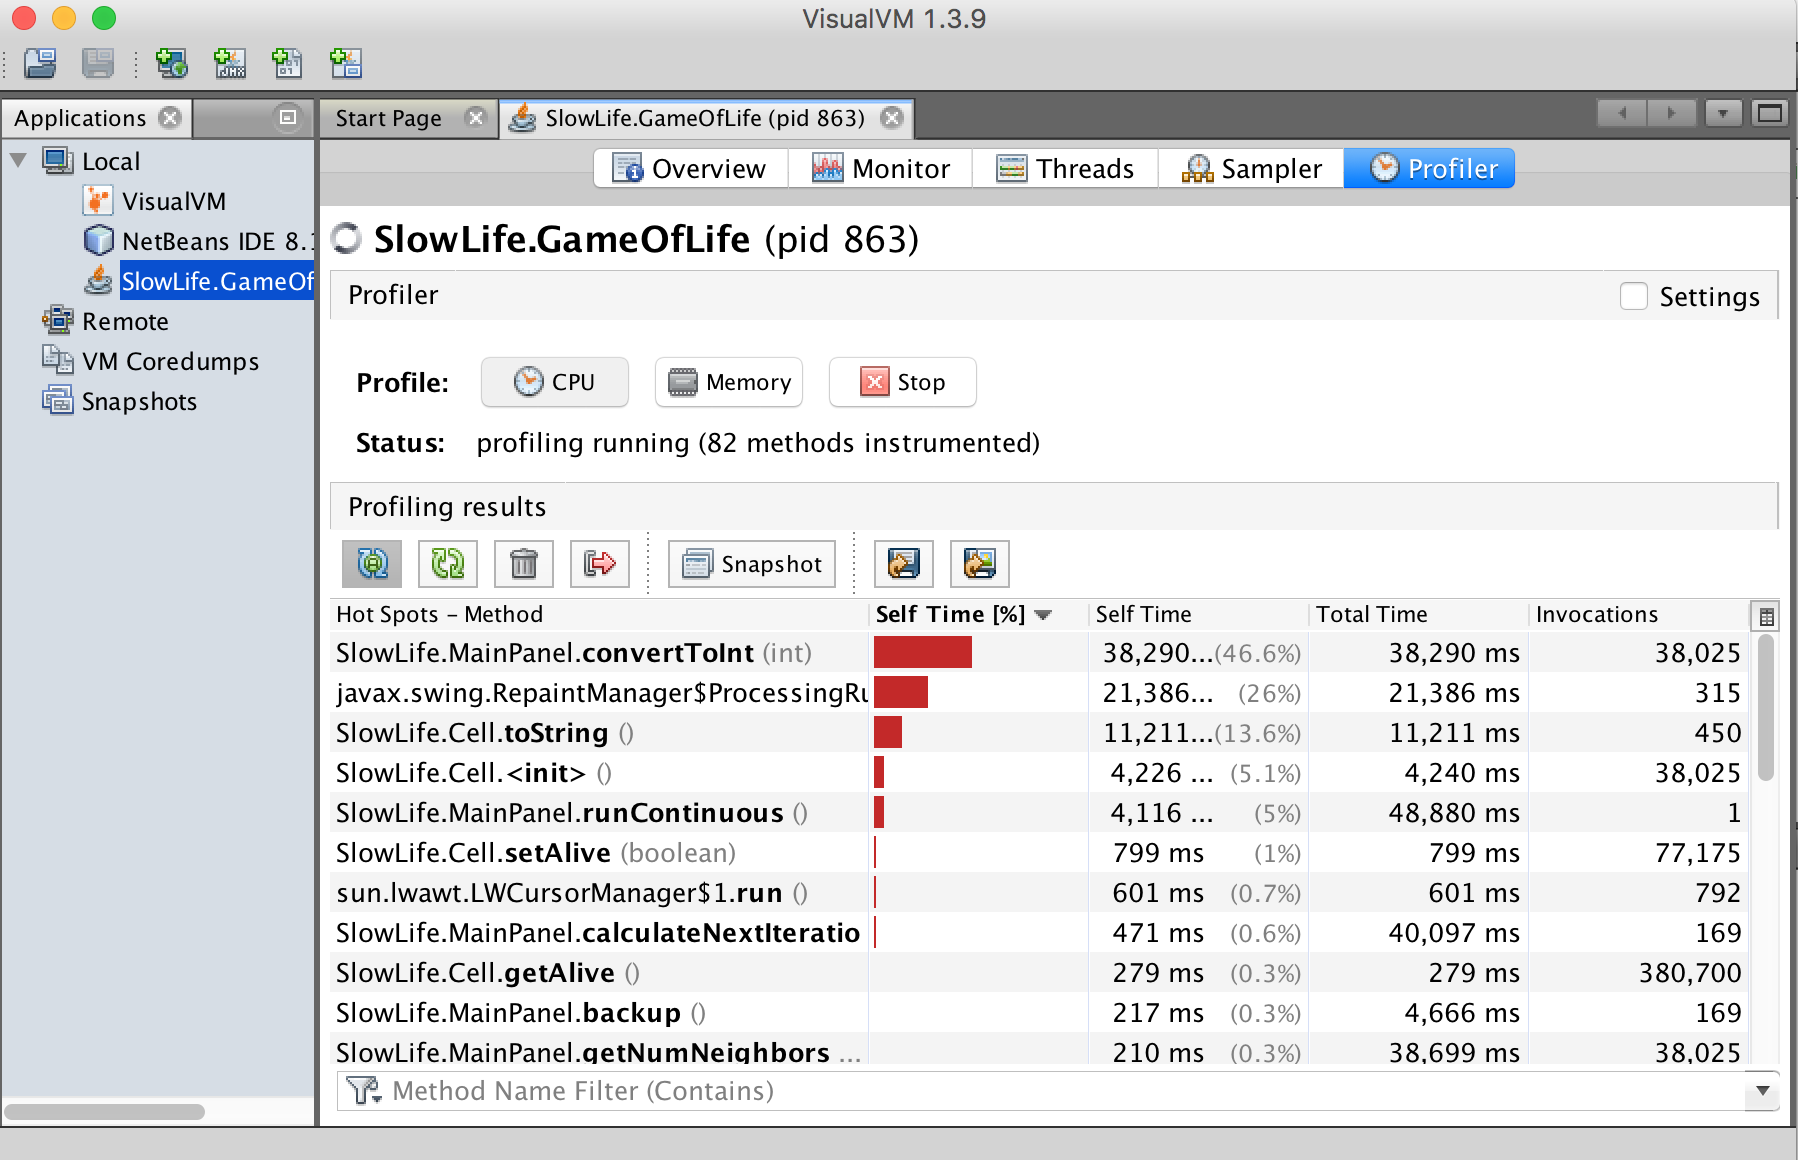 VisualVM 1.3.9
Applications
Start Page
SlowLife.GameOfLife (pid 863)
Local
VisualVM
NetBeans IDE 8.1
SlowLife.GameOf
Remote
VM Coredumps
Snapshots
Overview Monitor Threads Sampler Profiler
SlowLife.GameOfLife (pid 863)
Profiler Settings
Profile: CPU Memory Stop
Status: profiling running (82 methods instrumented)
Profiling results
Snapshot
Hot Spots – Method Self Time [%] Self Time Total Time Invocations
SlowLife.MainPanel.convertToInt (int) 38,290...(46.6%) 38,290 ms 38,025
javax.swing.RepaintManager$ProcessingRu 21,386... (26%) 21,386 ms 315
SlowLife.Cell.toString () 11,211...(13.6%) 11,211 ms 450
SlowLife.Cell.<init> () 4,226 ... (5.1%) 4,240 ms 38,025
SlowLife.MainPanel.runContinuous () 4,116 ... (5%) 48,880 ms 1
SlowLife.Cell.setAlive (boolean) 799 ms (1%) 799 ms 77,175
sun.lwawt.LWCursorManager$1.run () 601 ms (0.7%) 601 ms 792
SlowLife.MainPanel.calculateNextIteratio 471 ms (0.6%) 40,097 ms 169
SlowLife.Cell.getAlive () 279 ms (0.3%) 279 ms 380,700
SlowLife.MainPanel.backup () 217 ms (0.3%) 4,666 ms 169
SlowLife.MainPanel.getNumNeighbors ... 210 ms (0.3%) 38,699 ms 38,025
Method Name Filter (Contains)